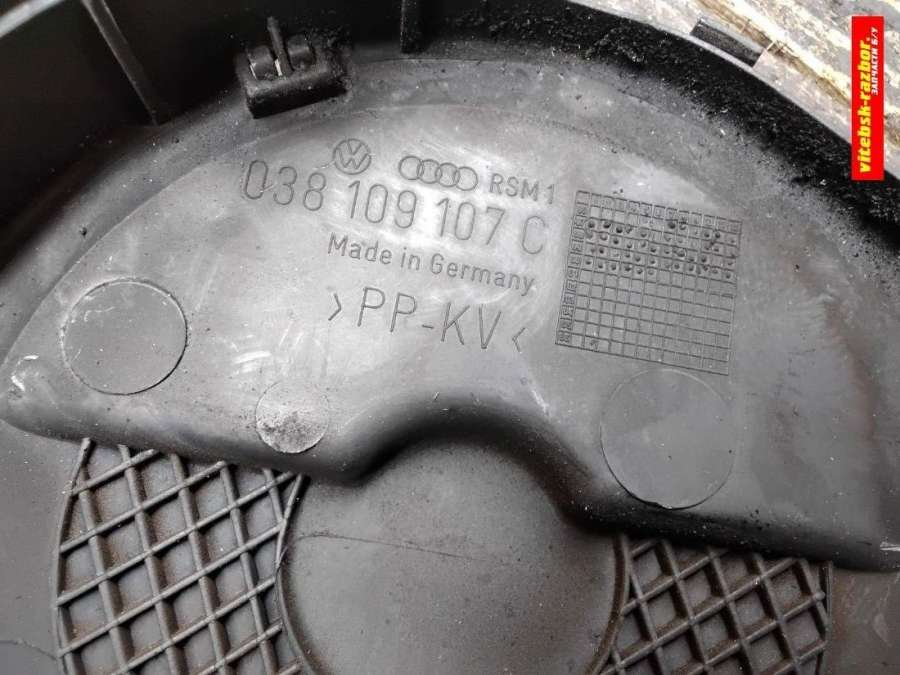 RSM 1
038 109 107 C
Made in Germany
>PP-KV<
vitebsk-razbor.
ЗАПЧАСТИ Б/У